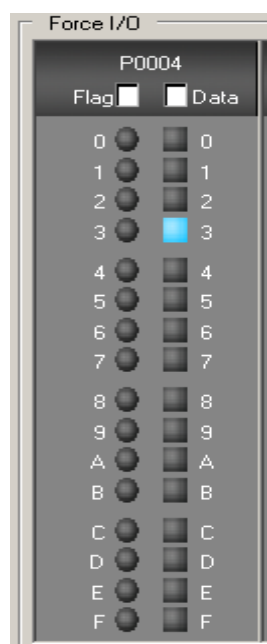 Force I/O
P0004
Flag Data
0 0
1 1
2 2
3 3
4 4
5 5
6 6
7 7
8 8
9 9
A A
B B
C C
D D
E E
F F